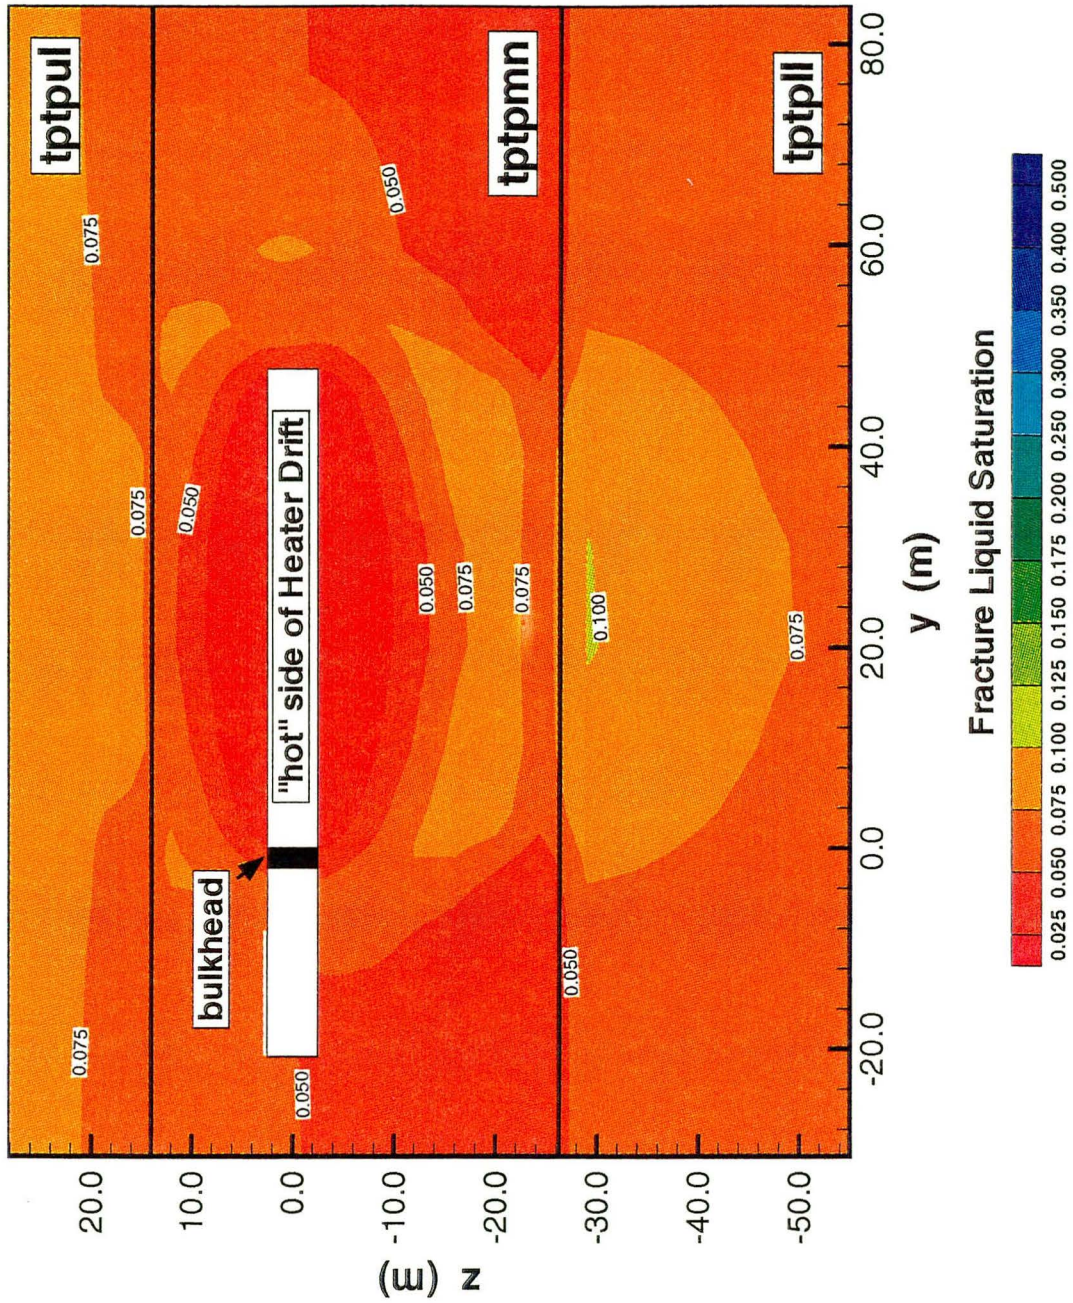 tptpul
20.0
0.075
0.075
0.075
10.0
0.050
bulkhead
"hot" side of Heater Drift
0.0
0.050
z (m)
-10.0
0.050
0.050
0.075
-20.0
0.075
tptpmn
0.050
-30.0
0.100
-40.0
-50.0
0.075
tptpll
-20.0 0.0 20.0 40.0 60.0 80.0
y (m)
Fracture Liquid Saturation
0.025 0.050 0.075 0.100 0.125 0.150 0.175 0.200 0.250 0.300 0.350 0.400 0.500